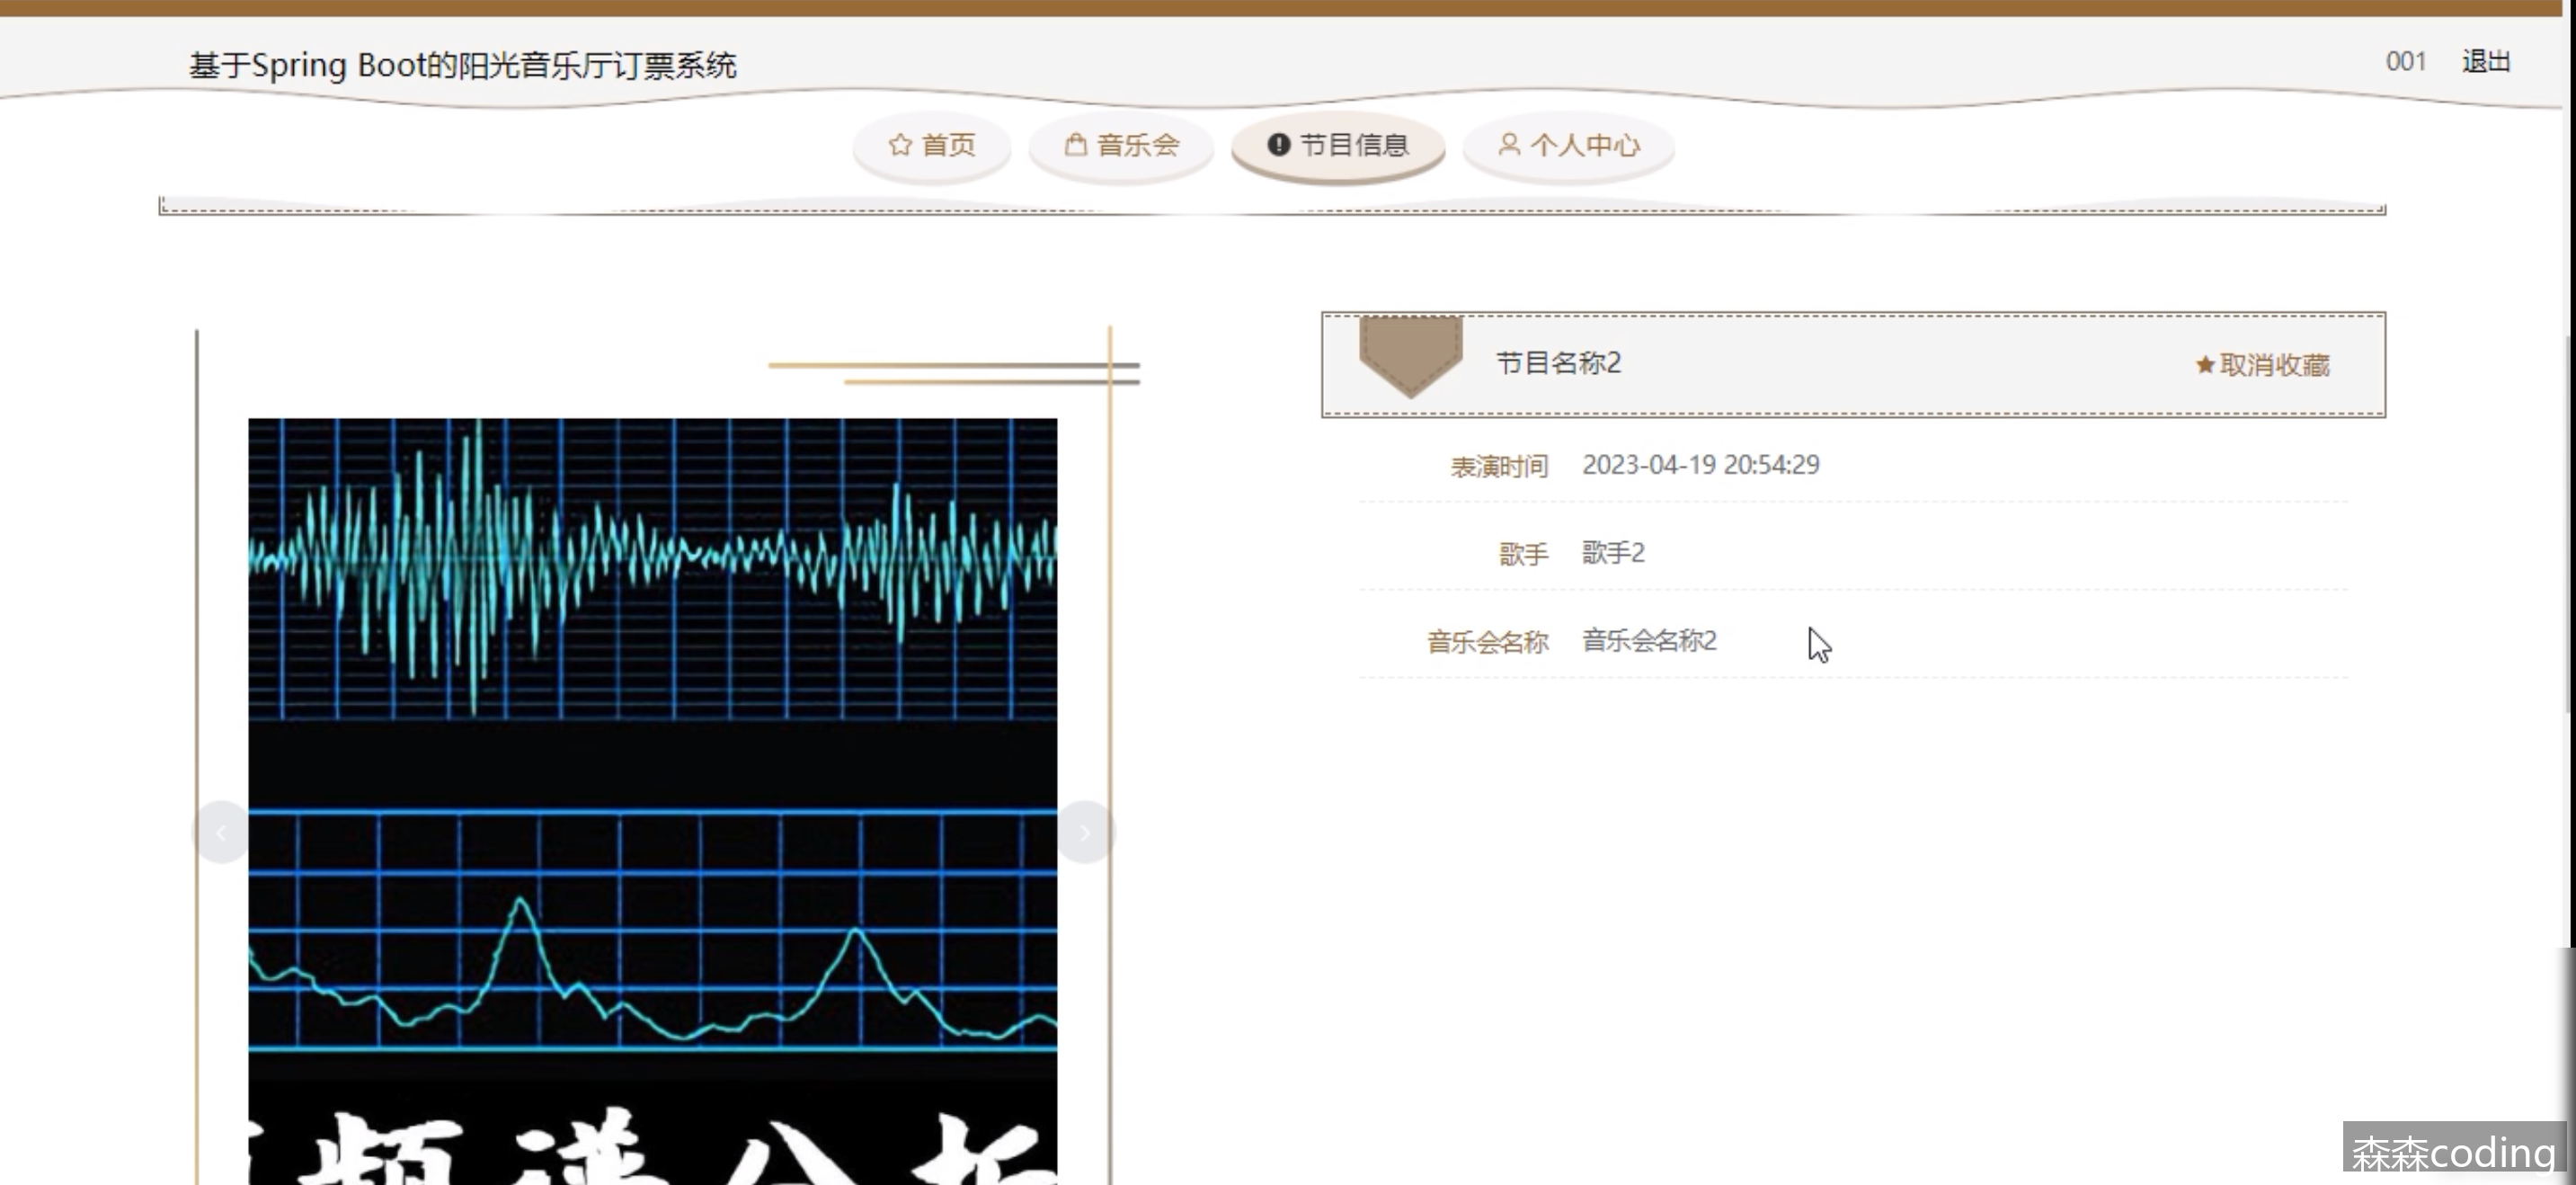 基于Spring Boot的阳光音乐厅订票系统
001 退出
首页 音乐会 节目信息 个人中心
节目名称2 取消收藏
表演时间 2023-04-19 20:54:29
歌手 歌手2
音乐会名称 音乐会名称2
频谱分析
森森coding